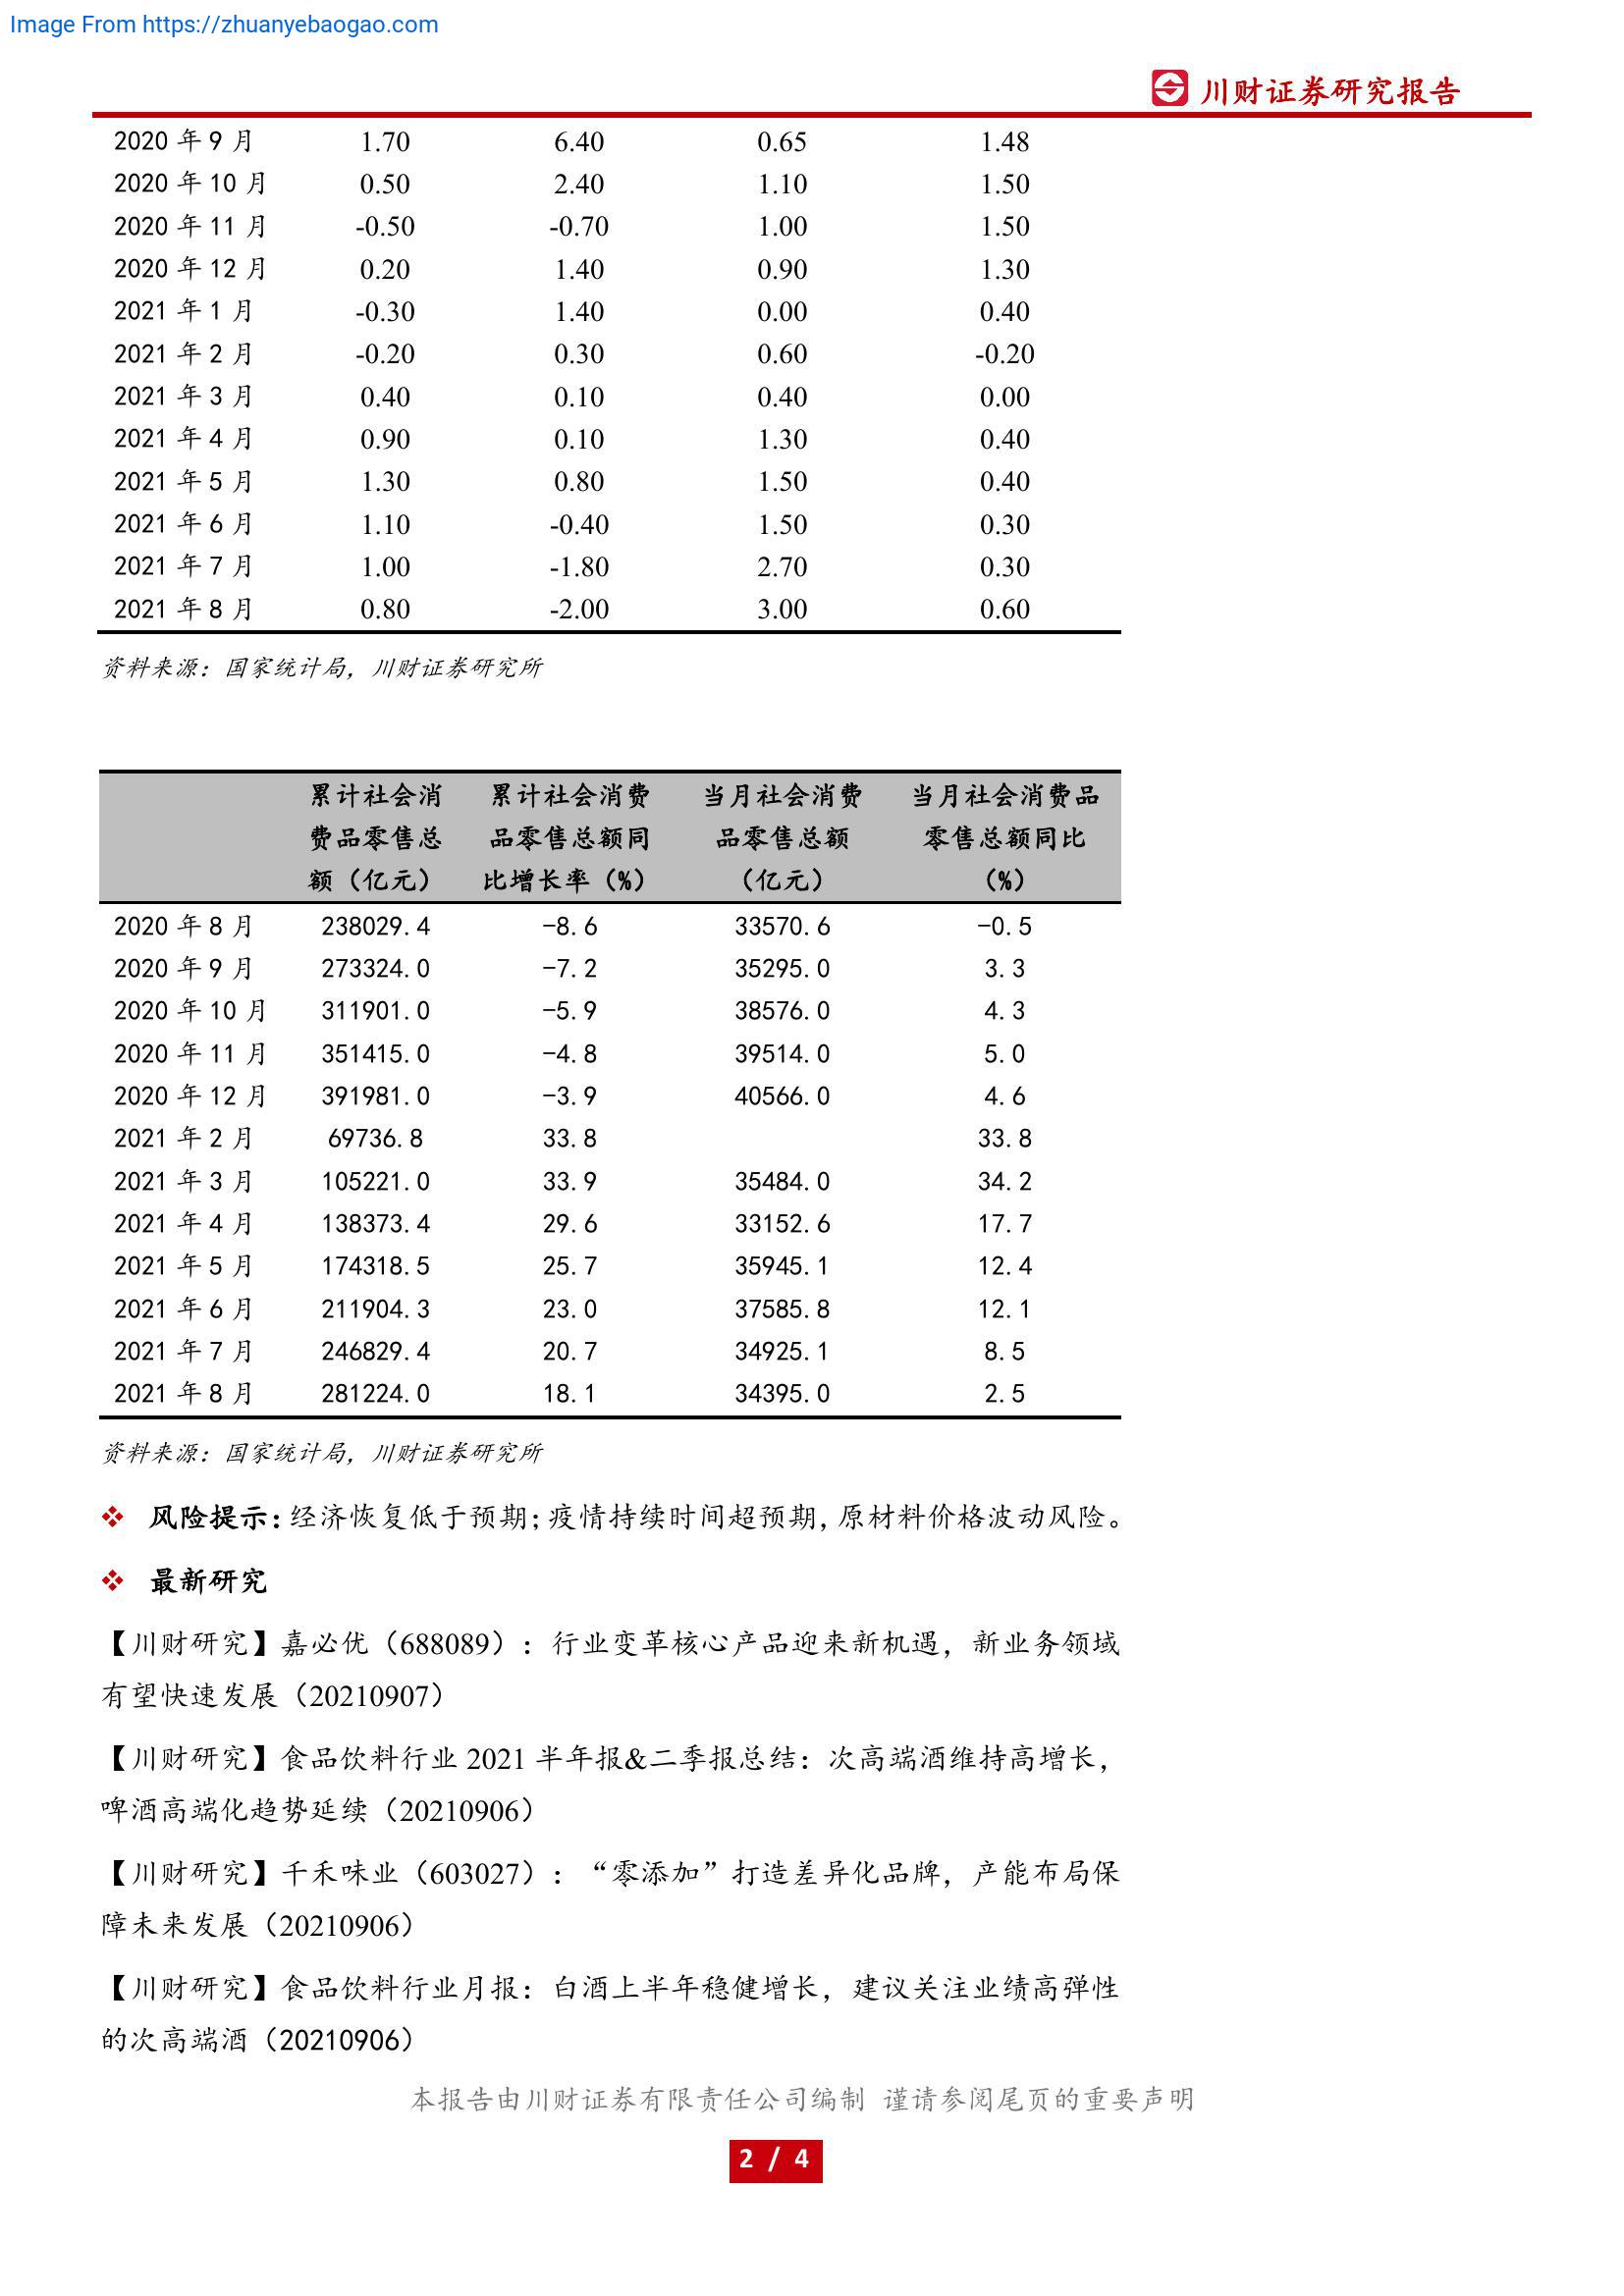 Image From https://zhuanyebaogao.com
川财证券研究报告
2020 年 9 月 1.70 6.40 0.65 1.48
2020 年 10 月 0.50 2.40 1.10 1.50
2020 年 11 月 -0.50 -0.70 1.00 1.50
2020 年 12 月 0.20 1.40 0.90 1.30
2021 年 1 月 -0.30 1.40 0.00 0.40
2021 年 2 月 -0.20 0.30 0.60 -0.20
2021 年 3 月 0.40 0.10 0.40 0.00
2021 年 4 月 0.90 0.10 1.30 0.40
2021 年 5 月 1.30 0.80 1.50 0.40
2021 年 6 月 1.10 -0.40 1.50 0.30
2021 年 7 月 1.00 -1.80 2.70 0.30
2021 年 8 月 0.80 -2.00 3.00 0.60
资料来源：国家统计局，川财证券研究所
累计社会消 累计社会消费 当月社会消费 当月社会消费品
费品零售总 品零售总额同 品零售总额 零售总额同比
额（亿元） 比增长率（%） （亿元） （%）
2020 年 8 月 238029.4 -8.6 33570.6 -0.5
2020 年 9 月 273324.0 -7.2 35295.0 3.3
2020 年 10 月 311901.0 -5.9 38576.0 4.3
2020 年 11 月 351415.0 -4.8 39514.0 5.0
2020 年 12 月 391981.0 -3.9 40566.0 4.6
2021 年 2 月 69736.8 33.8 33.8
2021 年 3 月 105221.0 33.9 35484.0 34.2
2021 年 4 月 138373.4 29.6 33152.6 17.7
2021 年 5 月 174318.5 25.7 35945.1 12.4
2021 年 6 月 211904.3 23.0 37585.8 12.1
2021 年 7 月 246829.4 20.7 34925.1 8.5
2021 年 8 月 281224.0 18.1 34395.0 2.5
资料来源：国家统计局，川财证券研究所
❖ 风险提示：经济恢复低于预期；疫情持续时间超预期，原材料价格波动风险。
❖ 最新研究
【川财研究】嘉必优（688089）：行业变革核心产品迎来新机遇，新业务领域
有望快速发展（20210907）
【川财研究】食品饮料行业 2021 半年报&二季报总结：次高端酒维持高增长，
啤酒高端化趋势延续（20210906）
【川财研究】千禾味业（603027）：“零添加”打造差异化品牌，产能布局保
障未来发展（20210906）
【川财研究】食品饮料行业月报：白酒上半年稳健增长，建议关注业绩高弹性
的次高端酒（20210906）
本报告由川财证券有限责任公司编制 谨请参阅尾页的重要声明
2 / 4